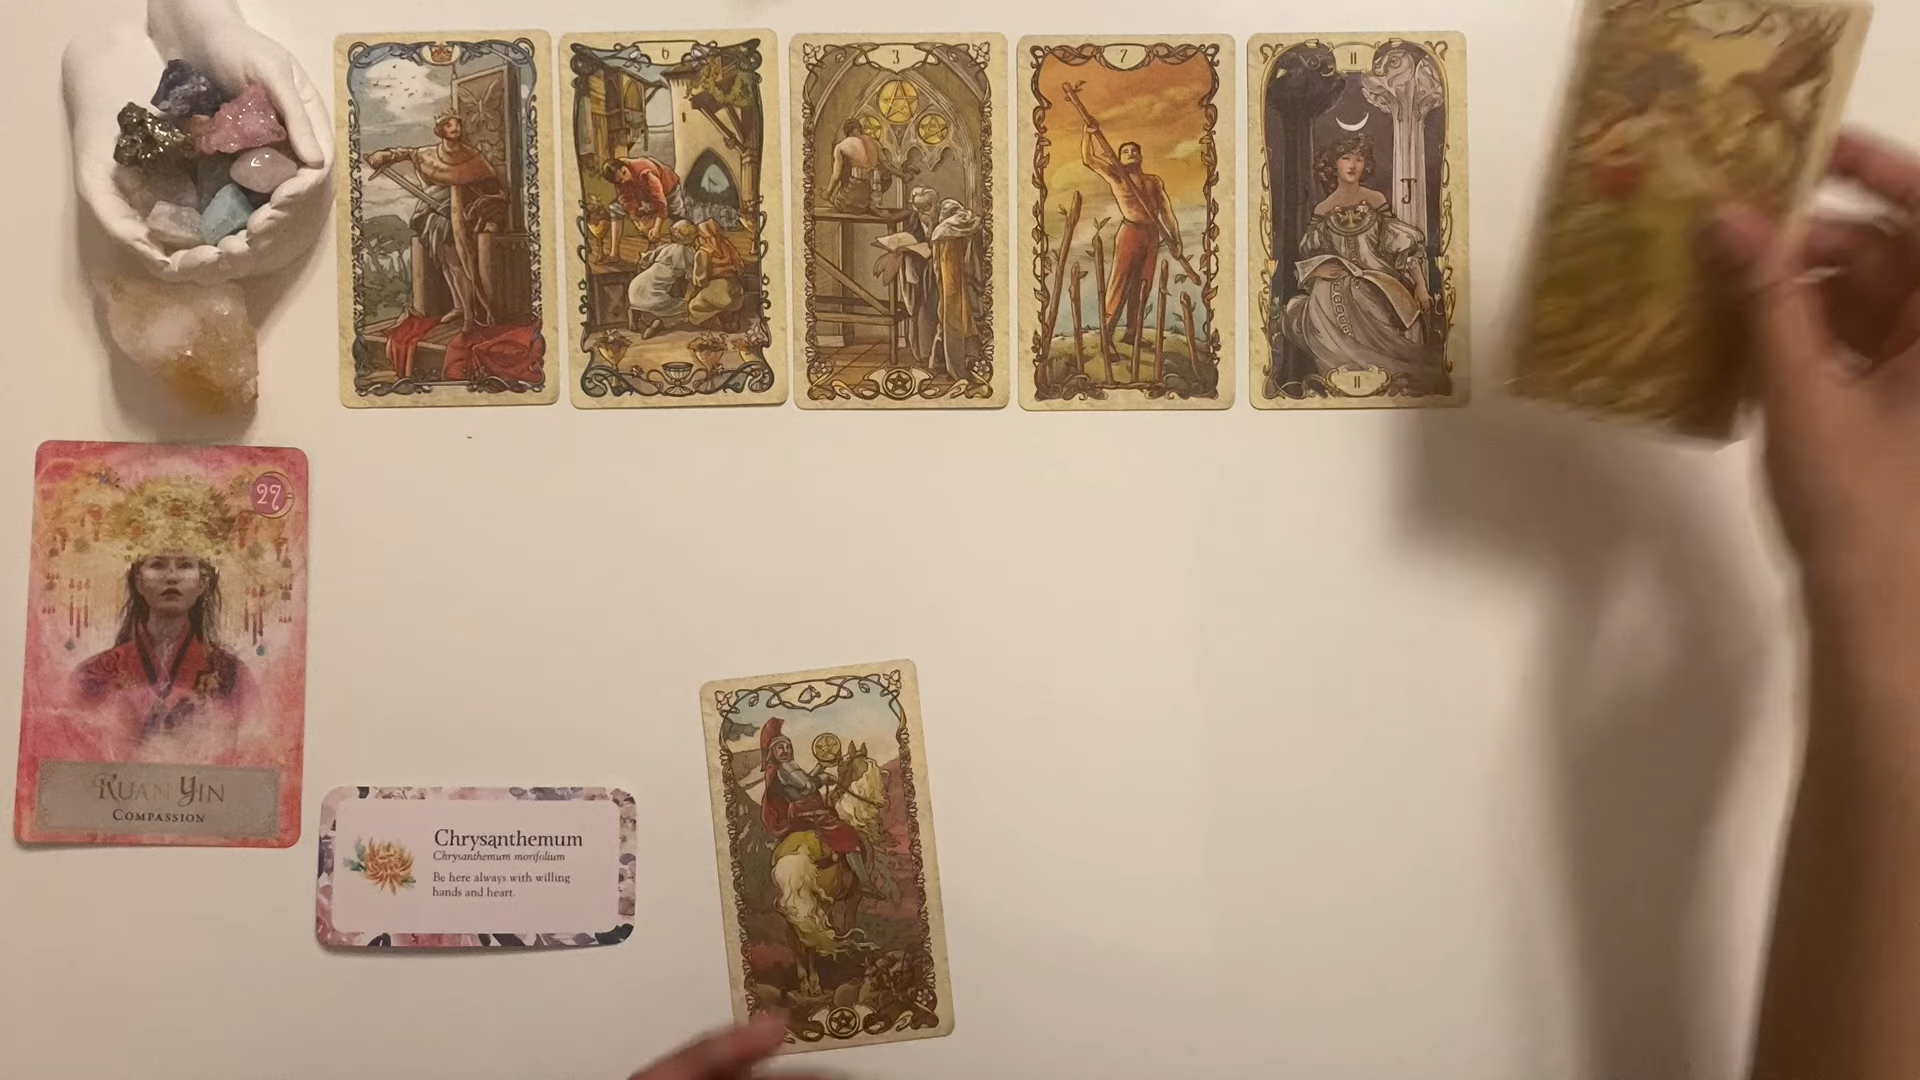 6
3
7
II
J
II
27
KUAN YIN
COMPASSION
Chrysanthemum
Chrysanthemum morifolium
Be here always with willing
hands and heart.